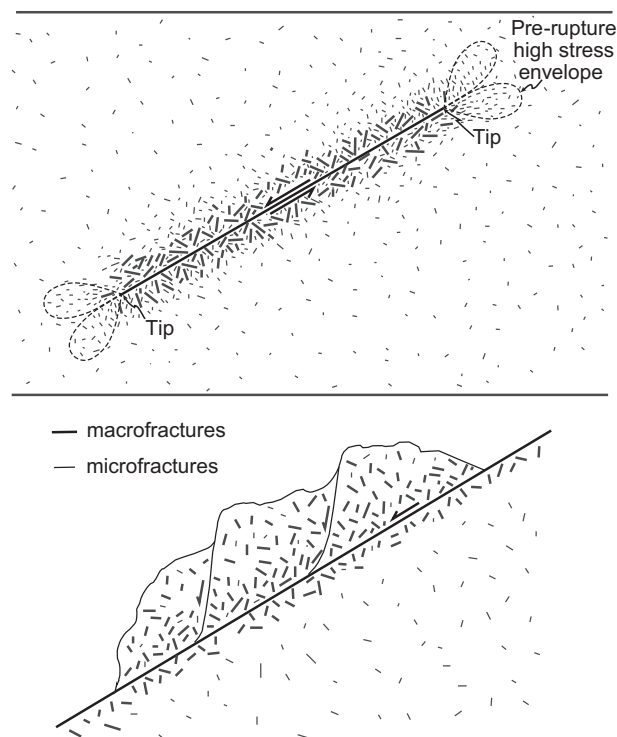 Pre-rupture
high stress
envelope
Tip
Tip
macrofractures
microfractures